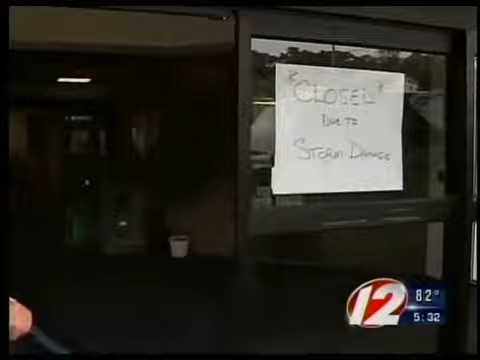 "CLOSED"
DUE TO
STORM DAMAGE
12
82°
5:32